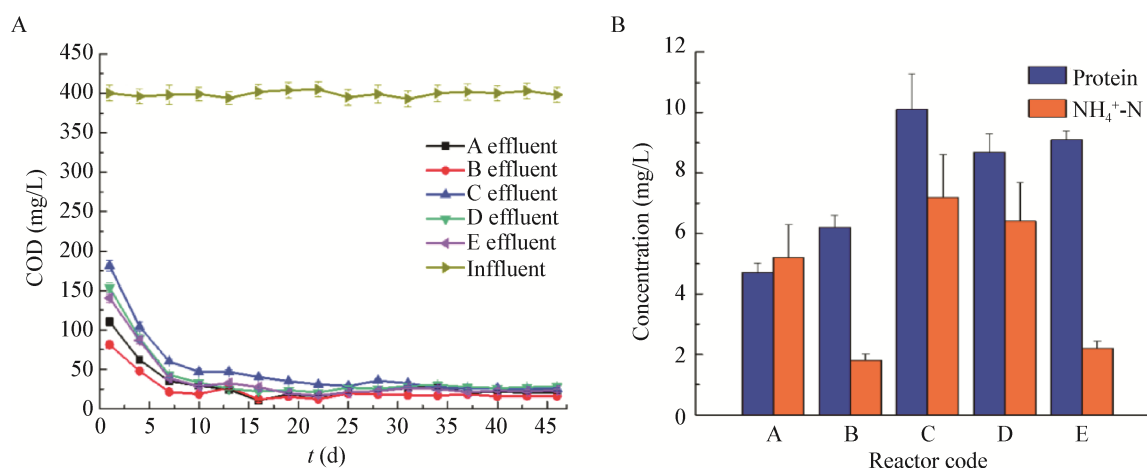 A
450
400
350
300
250
200
150
100
50
0
COD (mg/L)
A effluent
B effluent
C effluent
D effluent
E effluent
Inffluent
0 5 10 15 20 25 30 35 40 45
t (d)
B
12
10
8
6
4
2
0
Concentration (mg/L)
Protein
NH₄⁺-N
A B C D E
Reactor code